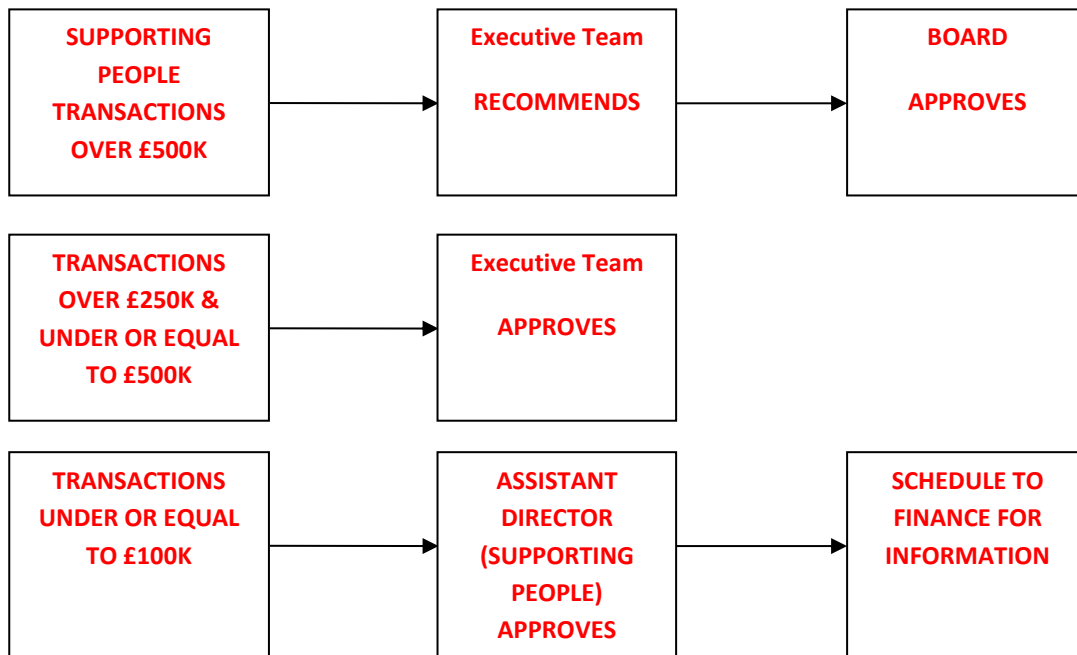 SUPPORTING
PEOPLE
TRANSACTIONS
OVER £500K
Executive Team
RECOMMENDS
BOARD
APPROVES
TRANSACTIONS
OVER £250K &
UNDER OR EQUAL
TO £500K
Executive Team
APPROVES
TRANSACTIONS
UNDER OR EQUAL
TO £100K
ASSISTANT
DIRECTOR
(SUPPORTING
PEOPLE)
APPROVES
SCHEDULE TO
FINANCE FOR
INFORMATION